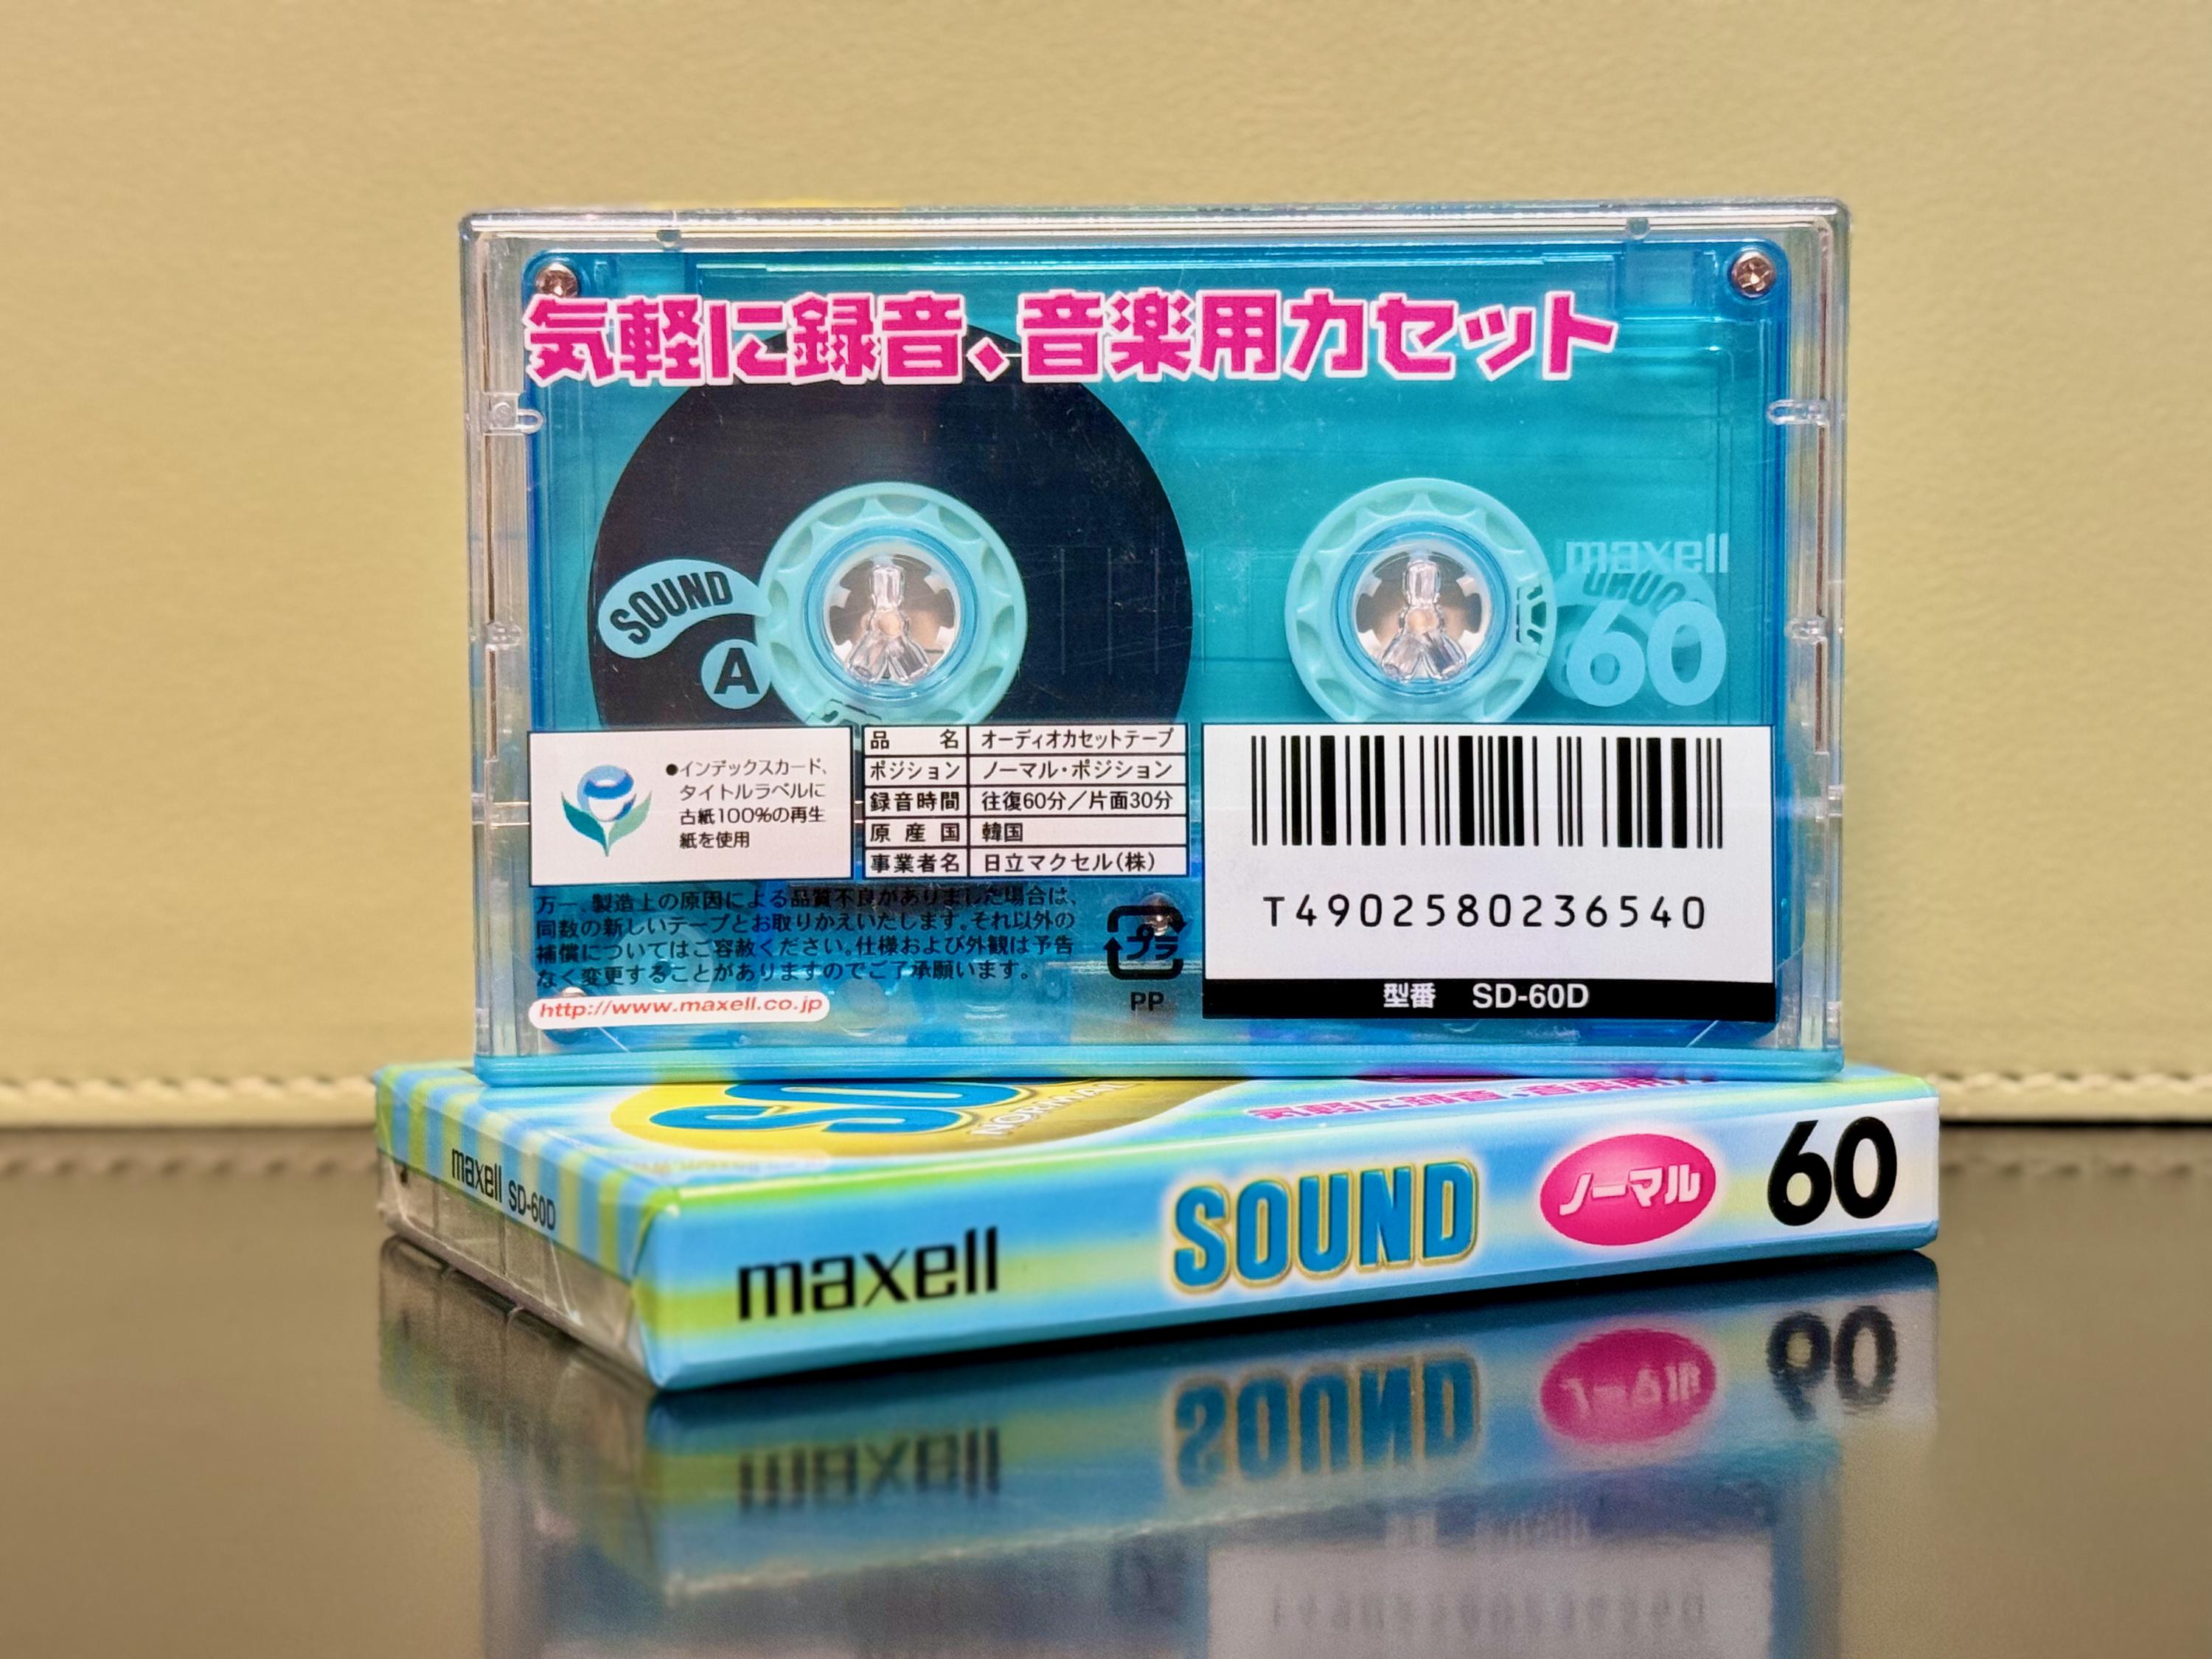 気軽に録音、音楽用カセット
SOUND
A
maxell
60
●インデックスカード、
タイトルラベルに
古紙100%の再生
紙を使用
品名 オーディオカセットテープ
ポジション ノーマル・ポジション
録音時間 往復60分／片面30分
原産国 韓国
事業者名 日立マクセル(株)
万一、製造上の原因による品質不良がありました場合は、
同数の新しいテープとお取りかえいたします。それ以外の
補償についてはご容赦ください。仕様および外観は予告
なく変更することがありますのでご了承願います。
http://www.maxell.co.jp
プラ
PP
T4902580236540
型番 SD-60D
NORMAL
気軽に録音、音楽用カ
maxell SD-60D
maxell SOUND ノーマル 60